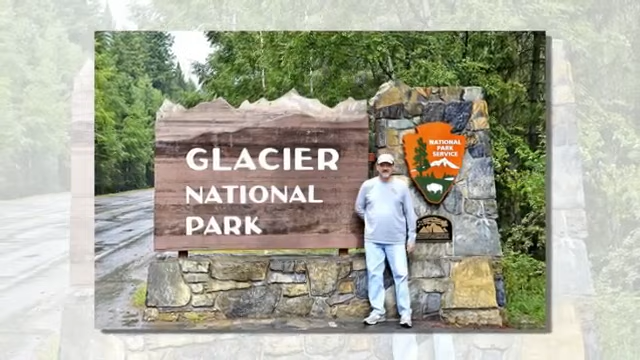 GLACIER
NATIONAL
PARK
NATIONAL
PARK
SERVICE